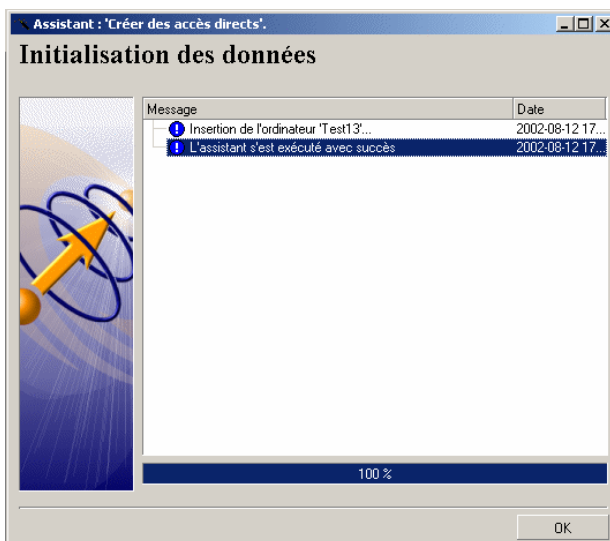 Assistant : 'Créer des accès directs'.
Initialisation des données
Message Date
Insertion de l'ordinateur 'Test13'... 2002-08-12 17...
L'assistant s'est exécuté avec succès 2002-08-12 17...
100 %
OK